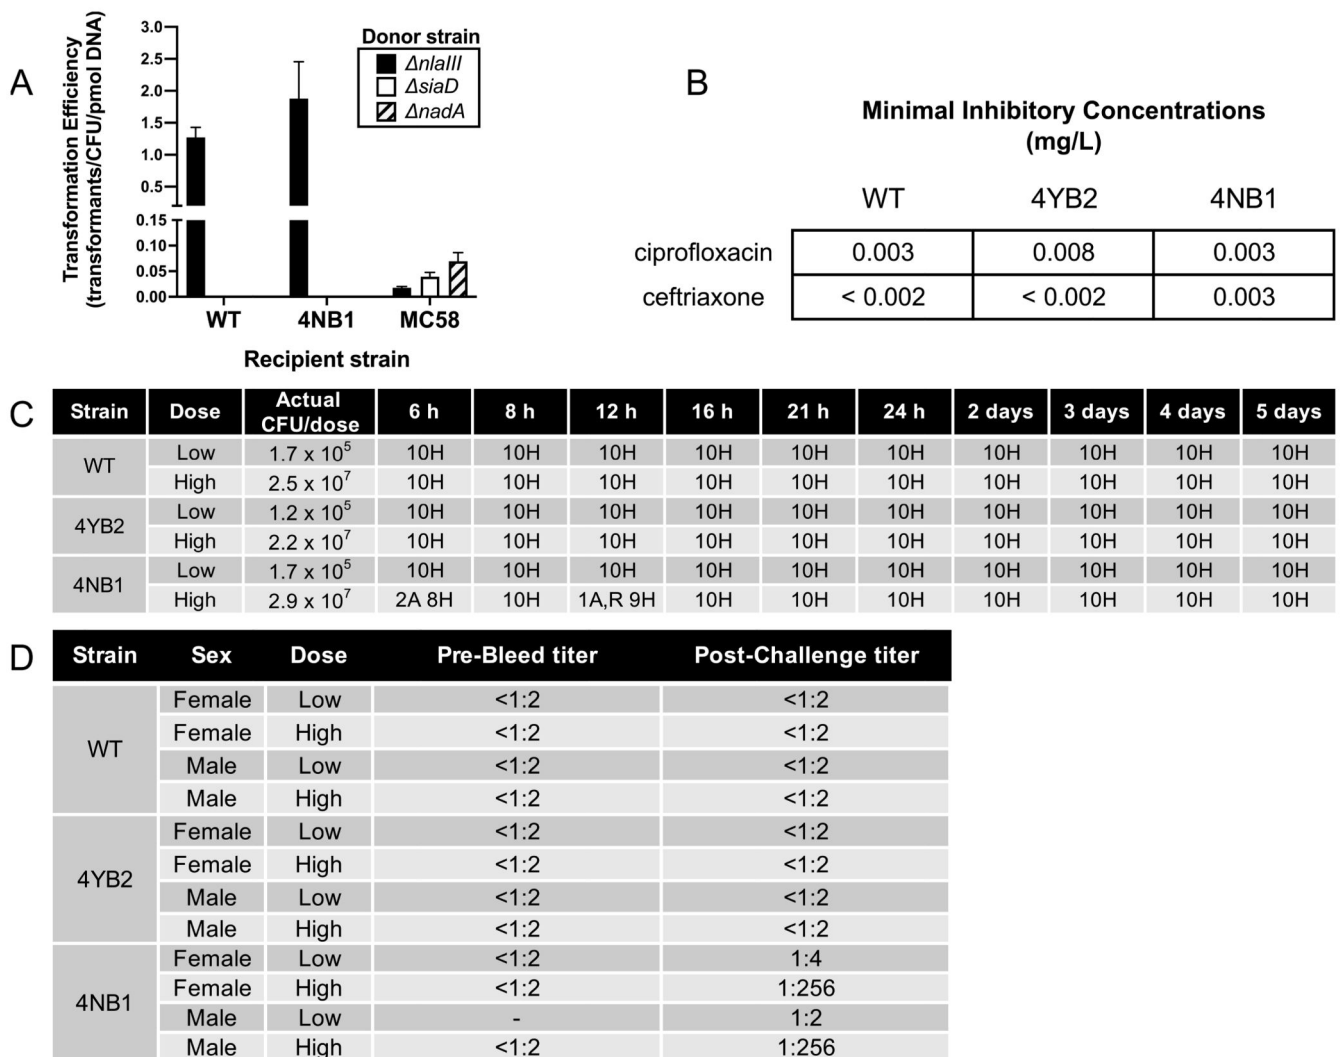 A
Transformation Efficiency
(transformants/CFU/pmol DNA)
3.0
2.5
2.0
1.5
1.0
0.5
0.15
0.10
0.05
0.00
Donor strain
ΔnlaIII
ΔsiaD
ΔnadA
WT 4NB1 MC58
Recipient strain
B
Minimal Inhibitory Concentrations
(mg/L)
WT 4YB2 4NB1
ciprofloxacin 0.003 0.008 0.003
ceftriaxone < 0.002 < 0.002 0.003
C
Strain Dose Actual CFU/dose 6 h 8 h 12 h 16 h 21 h 24 h 2 days 3 days 4 days 5 days
WT Low 1.7 x 10⁵ 10H 10H 10H 10H 10H 10H 10H 10H 10H 10H
High 2.5 x 10⁷ 10H 10H 10H 10H 10H 10H 10H 10H 10H 10H
4YB2 Low 1.2 x 10⁵ 10H 10H 10H 10H 10H 10H 10H 10H 10H 10H
High 2.2 x 10⁷ 10H 10H 10H 10H 10H 10H 10H 10H 10H 10H
4NB1 Low 1.7 x 10⁵ 10H 10H 10H 10H 10H 10H 10H 10H 10H 10H
High 2.9 x 10⁷ 2A 8H 10H 1A,R 9H 10H 10H 10H 10H 10H 10H 10H
D
Strain Sex Dose Pre-Bleed titer Post-Challenge titer
WT Female Low <1:2 <1:2
Female High <1:2 <1:2
Male Low <1:2 <1:2
Male High <1:2 <1:2
4YB2 Female Low <1:2 <1:2
Female High <1:2 <1:2
Male Low <1:2 <1:2
Male High <1:2 <1:2
4NB1 Female Low <1:2 1:4
Female High <1:2 1:256
Male Low - 1:2
Male High <1:2 1:256